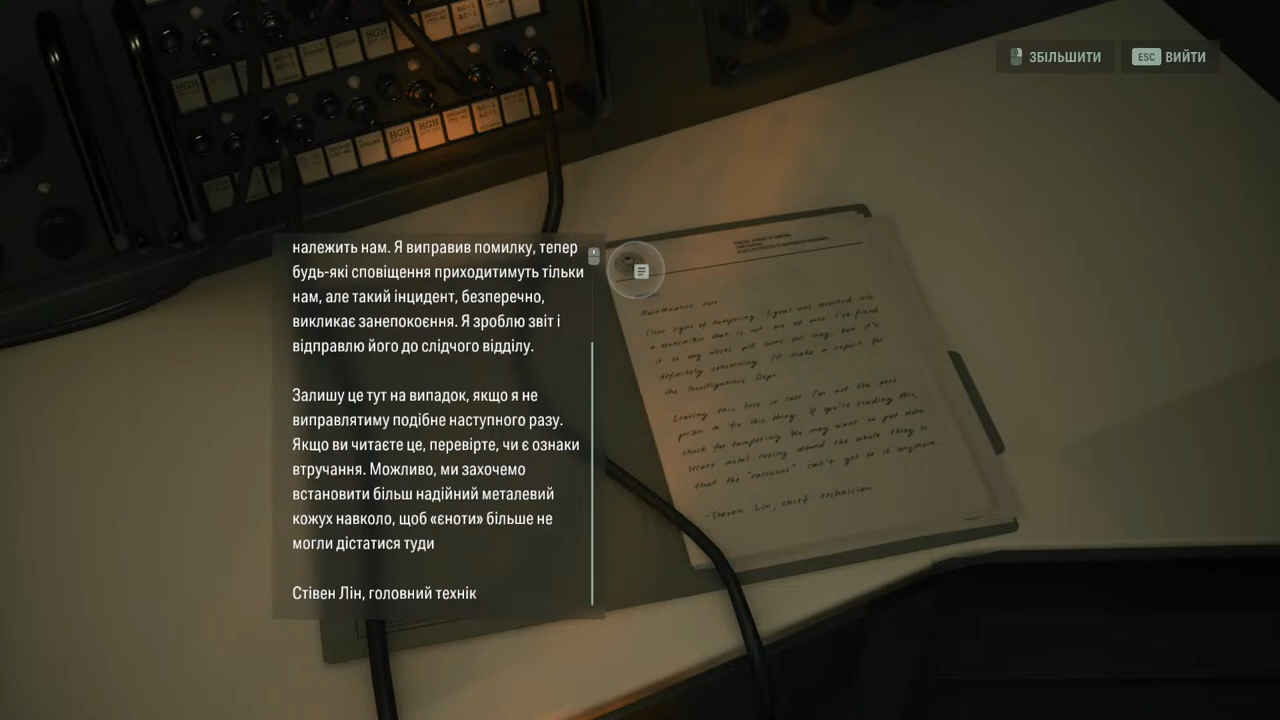 ЗБІЛЬШИТИ
ESC ВИЙТИ
належить нам. Я виправив помилку, тепер
будь-які сповіщення приходитимуть тільки
нам, але такий інцидент, безперечно,
викликає занепокоєння. Я зроблю звіт і
відправлю його до слідчого відділу.
Залишу це тут на випадок, якщо я не
виправлятиму подібне наступного разу.
Якщо ви читаєте це, перевірте, чи є ознаки
втручання. Можливо, ми захочемо
встановити більш надійний металевий
кожух навколо, щоб «єноти» більше не
могли дістатися туди
Стівен Лін, головний технік
Maintenance note
Clear signs of tampering. Signal was rerouted into
a transmitter that is not one of ours. I've fixed
it so any alerts will come our way, but it's
definitely concerning. I'll make a report for
the Investigations Dept.
Leaving this here in case I'm not the next
person to fix this thing. If you're reading this,
check for tampering. We may want to put more
secure metal casing around the whole thing so
that the "raccoons" can't get to it anymore.
-Steven Lin, chief technician